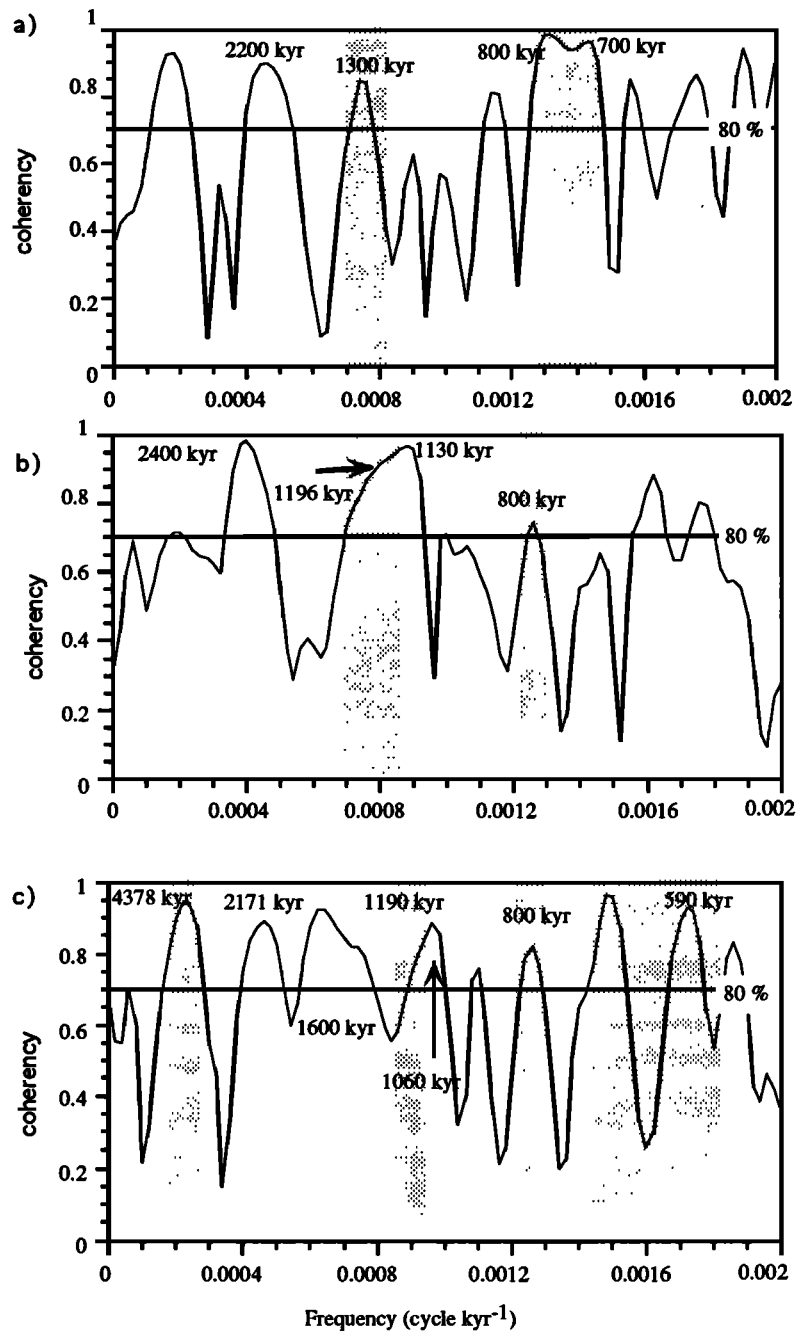 a)
2200 kyr
1300 kyr
800 kyr
700 kyr
80 %
coherency
1
0.8
0.6
0.4
0.2
0
0
0.0004
0.0008
0.0012
0.0016
0.002
b)
2400 kyr
1196 kyr
1130 kyr
800 kyr
80 %
coherency
1
0.8
0.6
0.4
0.2
0
0
0.0004
0.0008
0.0012
0.0016
0.002
c)
4378 kyr
2171 kyr
1600 kyr
1190 kyr
1060 kyr
800 kyr
590 kyr
80 %
coherency
1
0.8
0.6
0.4
0.2
0
0
0.0004
0.0008
0.0012
0.0016
0.002
Frequency (cycle kyr⁻¹)